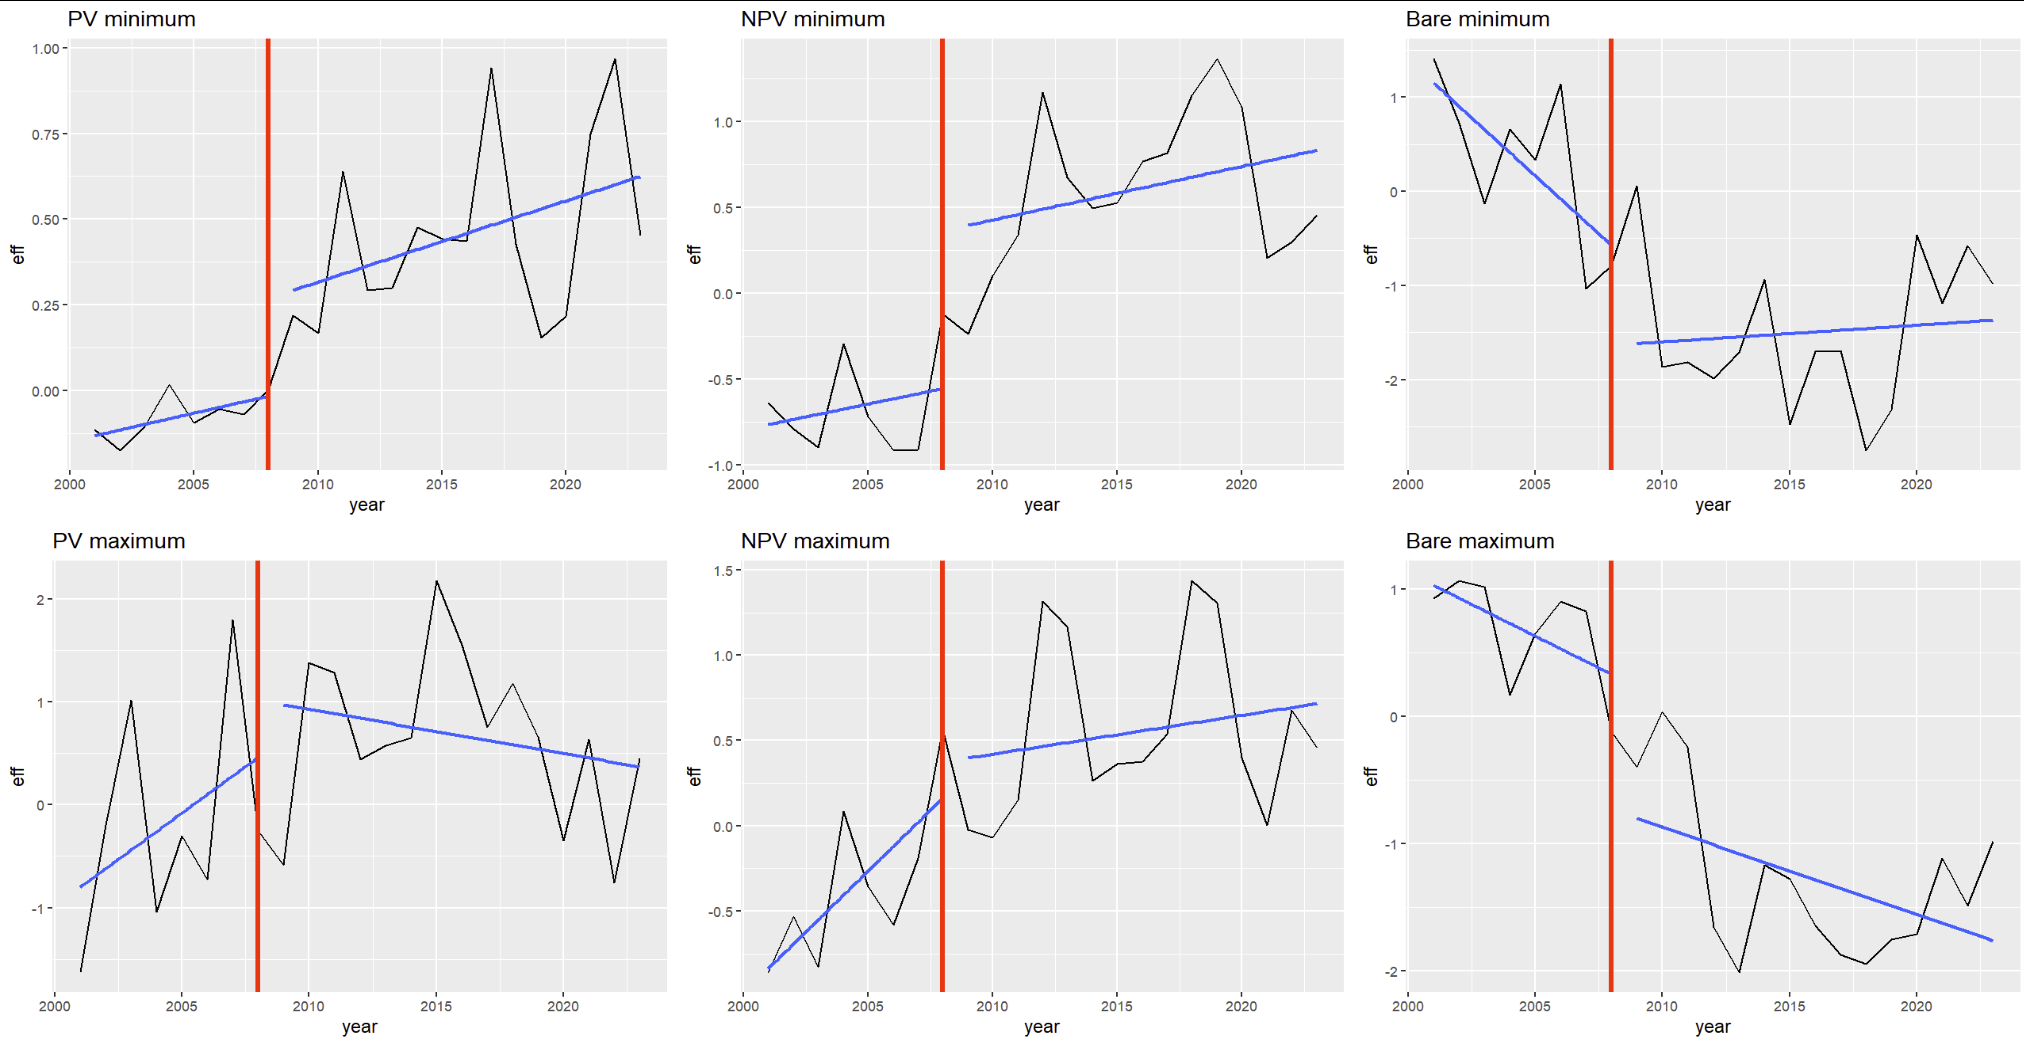 PV minimum
1.00
0.75
0.50
0.25
0.00
eff
2000 2005 2010 2015 2020
year
NPV minimum
1.0
0.5
0.0
-0.5
-1.0
eff
2000 2005 2010 2015 2020
year
Bare minimum
1
0
-1
-2
eff
2000 2005 2010 2015 2020
year
PV maximum
2
1
0
-1
eff
2000 2005 2010 2015 2020
year
NPV maximum
1.5
1.0
0.5
0.0
-0.5
eff
2000 2005 2010 2015 2020
year
Bare maximum
1
0
-1
-2
eff
2000 2005 2010 2015 2020
year